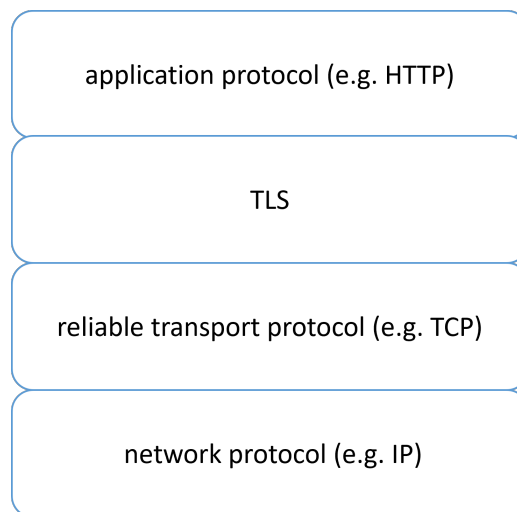 application protocol (e.g. HTTP)
TLS
reliable transport protocol (e.g. TCP)
network protocol (e.g. IP)